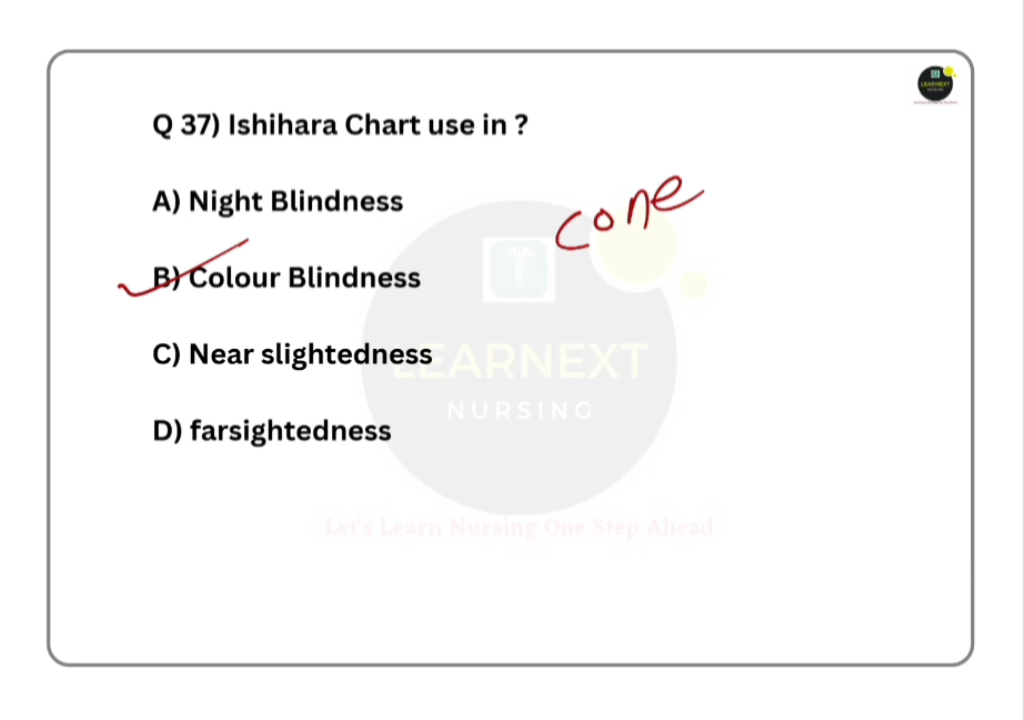 Q 37) Ishihara Chart use in ?
A) Night Blindness
cone
B) Colour Blindness
C) Near slightedness
D) farsightedness
LEARNEXT
NURSING
Let's Learn Nursing One Step Ahead
LEARNEXT